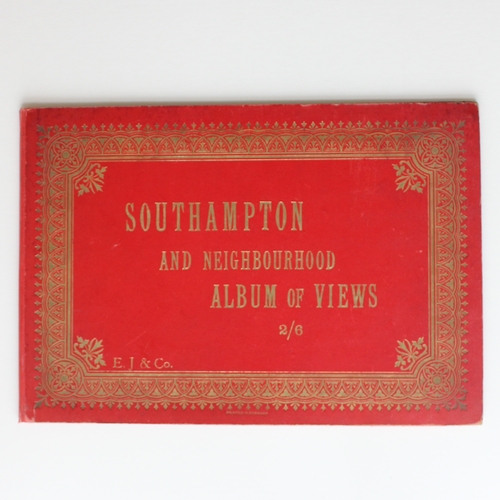 SOUTHAMPTON
AND NEIGHBOURHOOD
ALBUM OF VIEWS
2/6
E. J & Co.